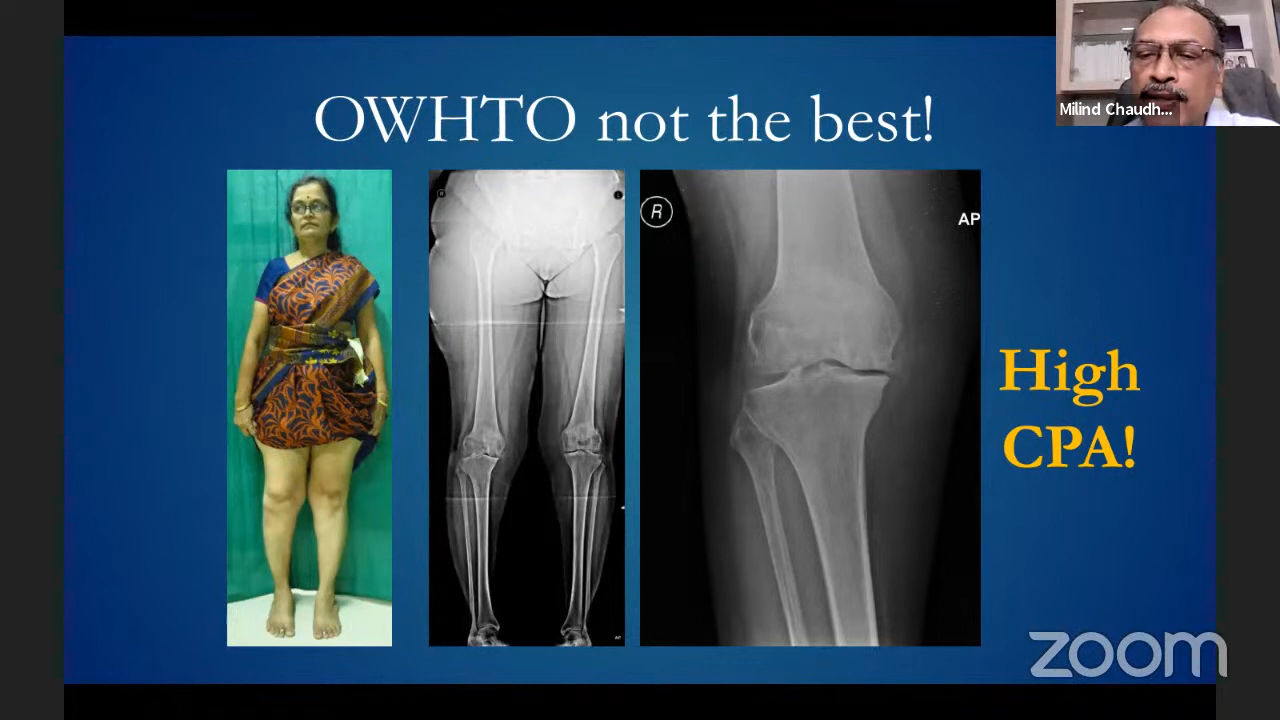 Milind Chaudh...
OWHTO not the best!
R
AP
High
CPA!
zoom